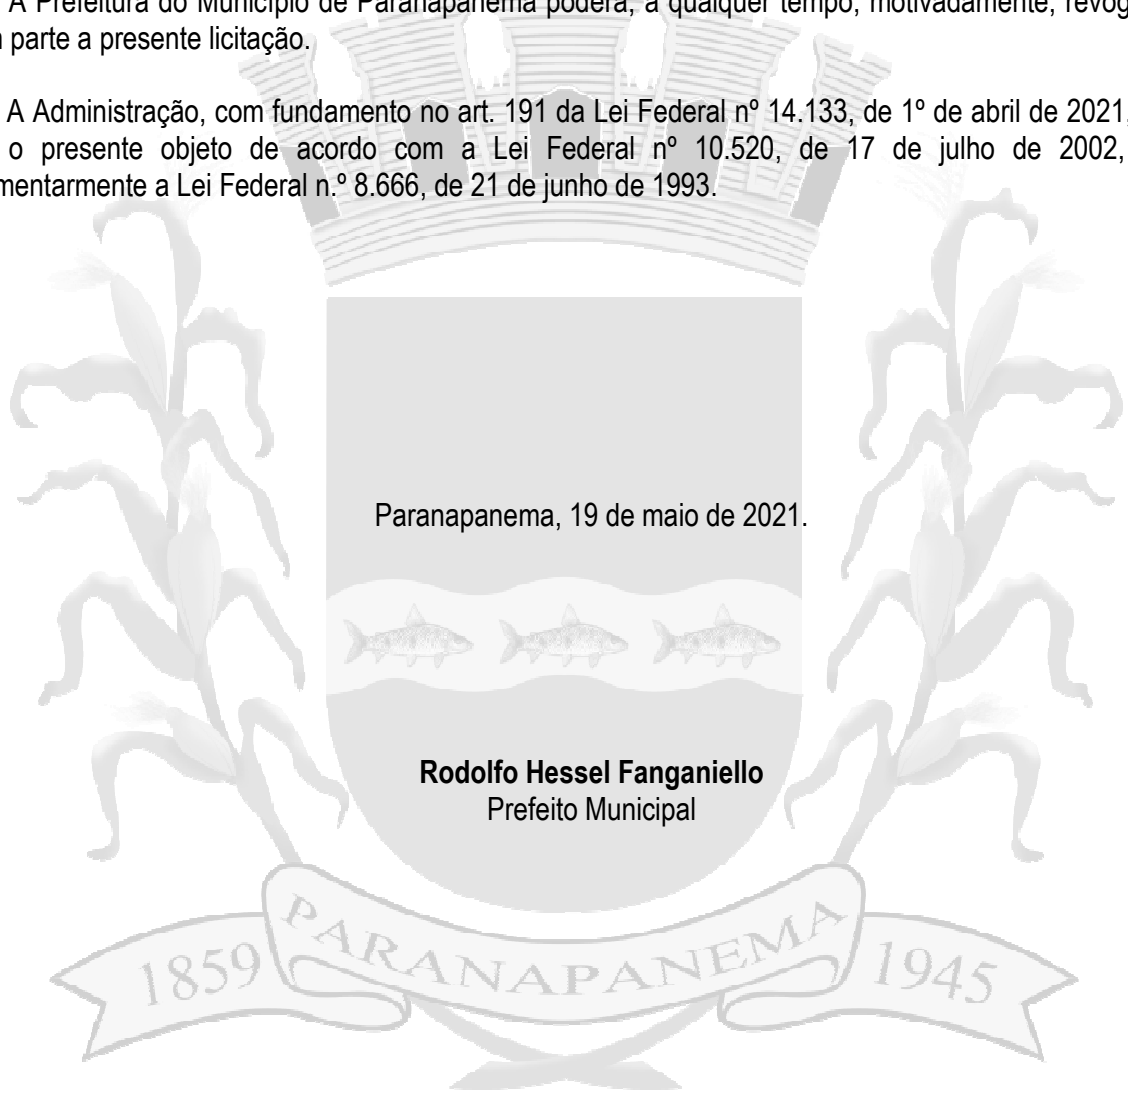 A Prefeitura do Município de Paranapanema poderá, a qualquer tempo, motivadamente, revog
parte a presente licitação.
A Administração, com fundamento no art. 191 da Lei Federal nº 14.133, de 1º de abril de 2021,
o presente objeto de acordo com a Lei Federal nº 10.520, de 17 de julho de 2002,
mentarmente a Lei Federal n.º 8.666, de 21 de junho de 1993.
Paranapanema, 19 de maio de 2021.
Rodolfo Hessel Fanganiello
Prefeito Municipal
1859 PARANAPANEMA 1945